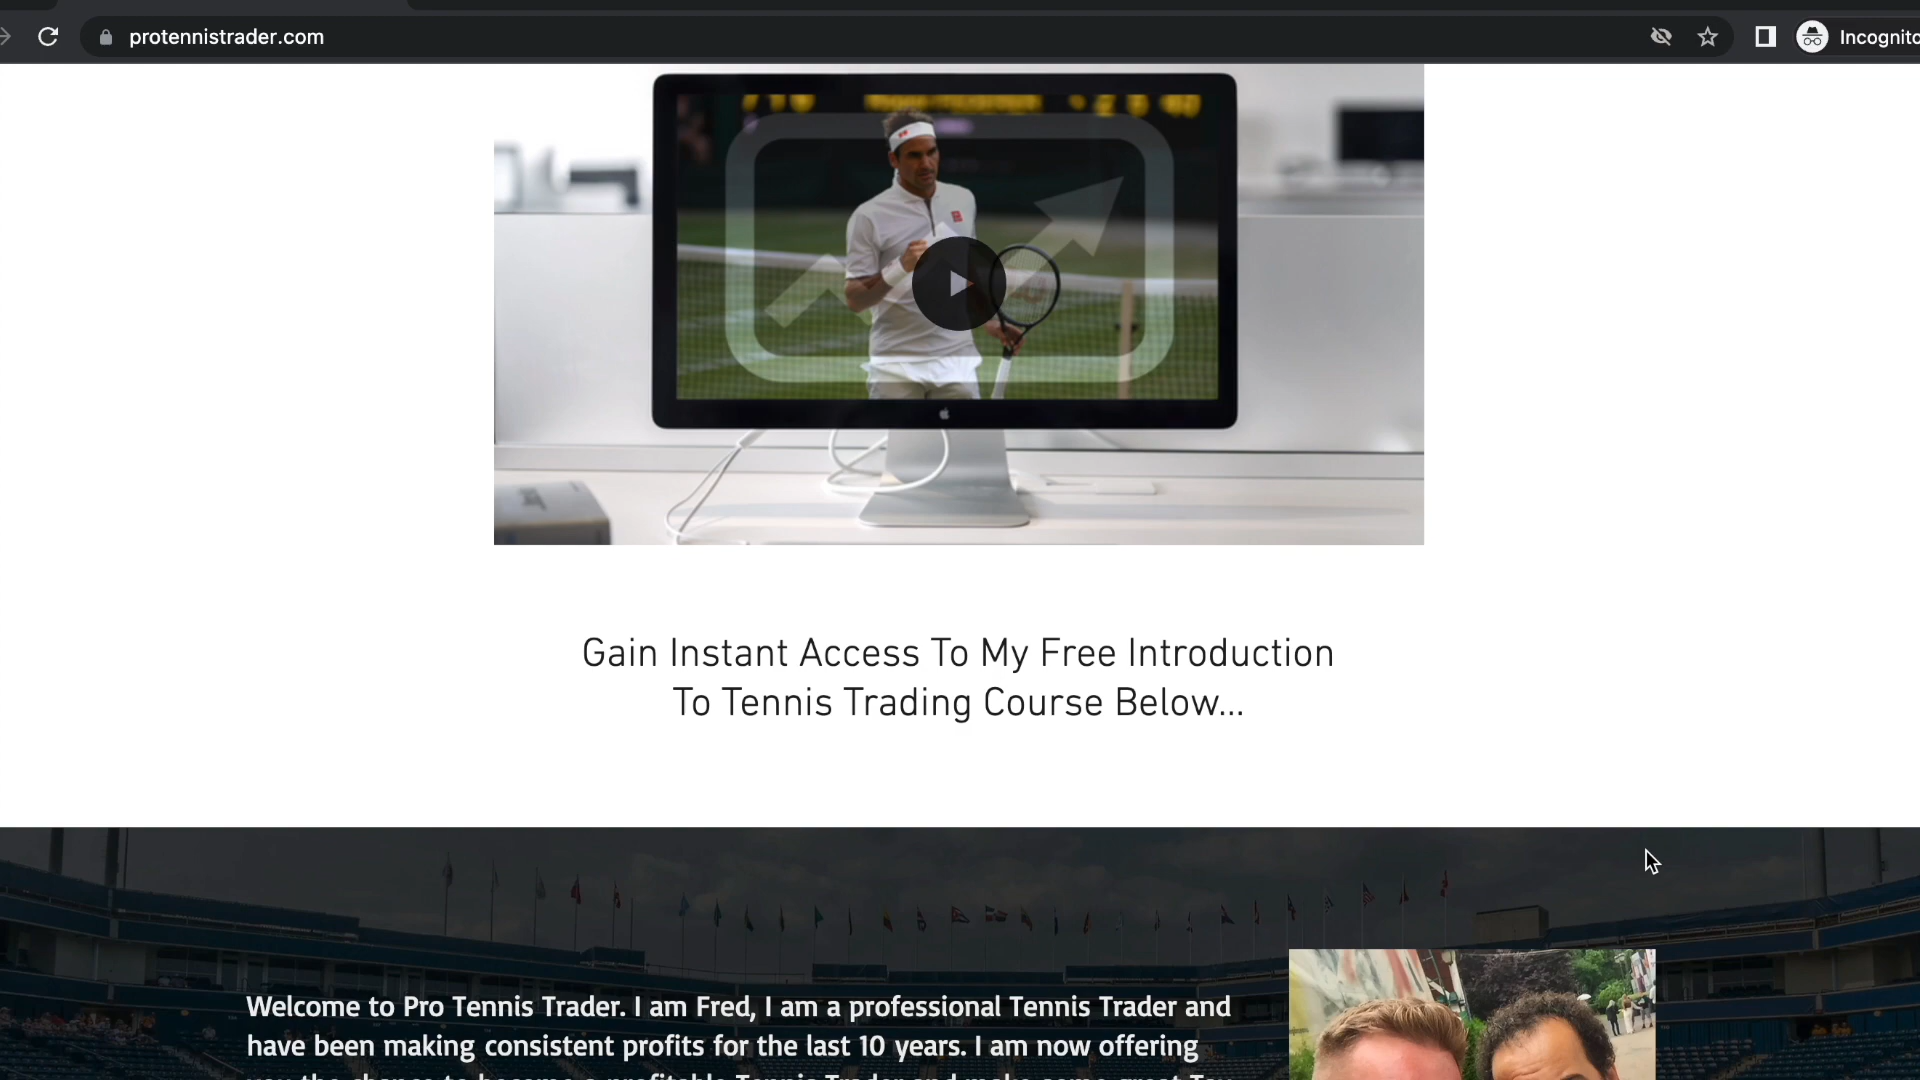 protennistrader.com
Incognito
Gain Instant Access To My Free Introduction
To Tennis Trading Course Below...
Welcome to Pro Tennis Trader. I am Fred, I am a professional Tennis Trader and
have been making consistent profits for the last 10 years. I am now offering